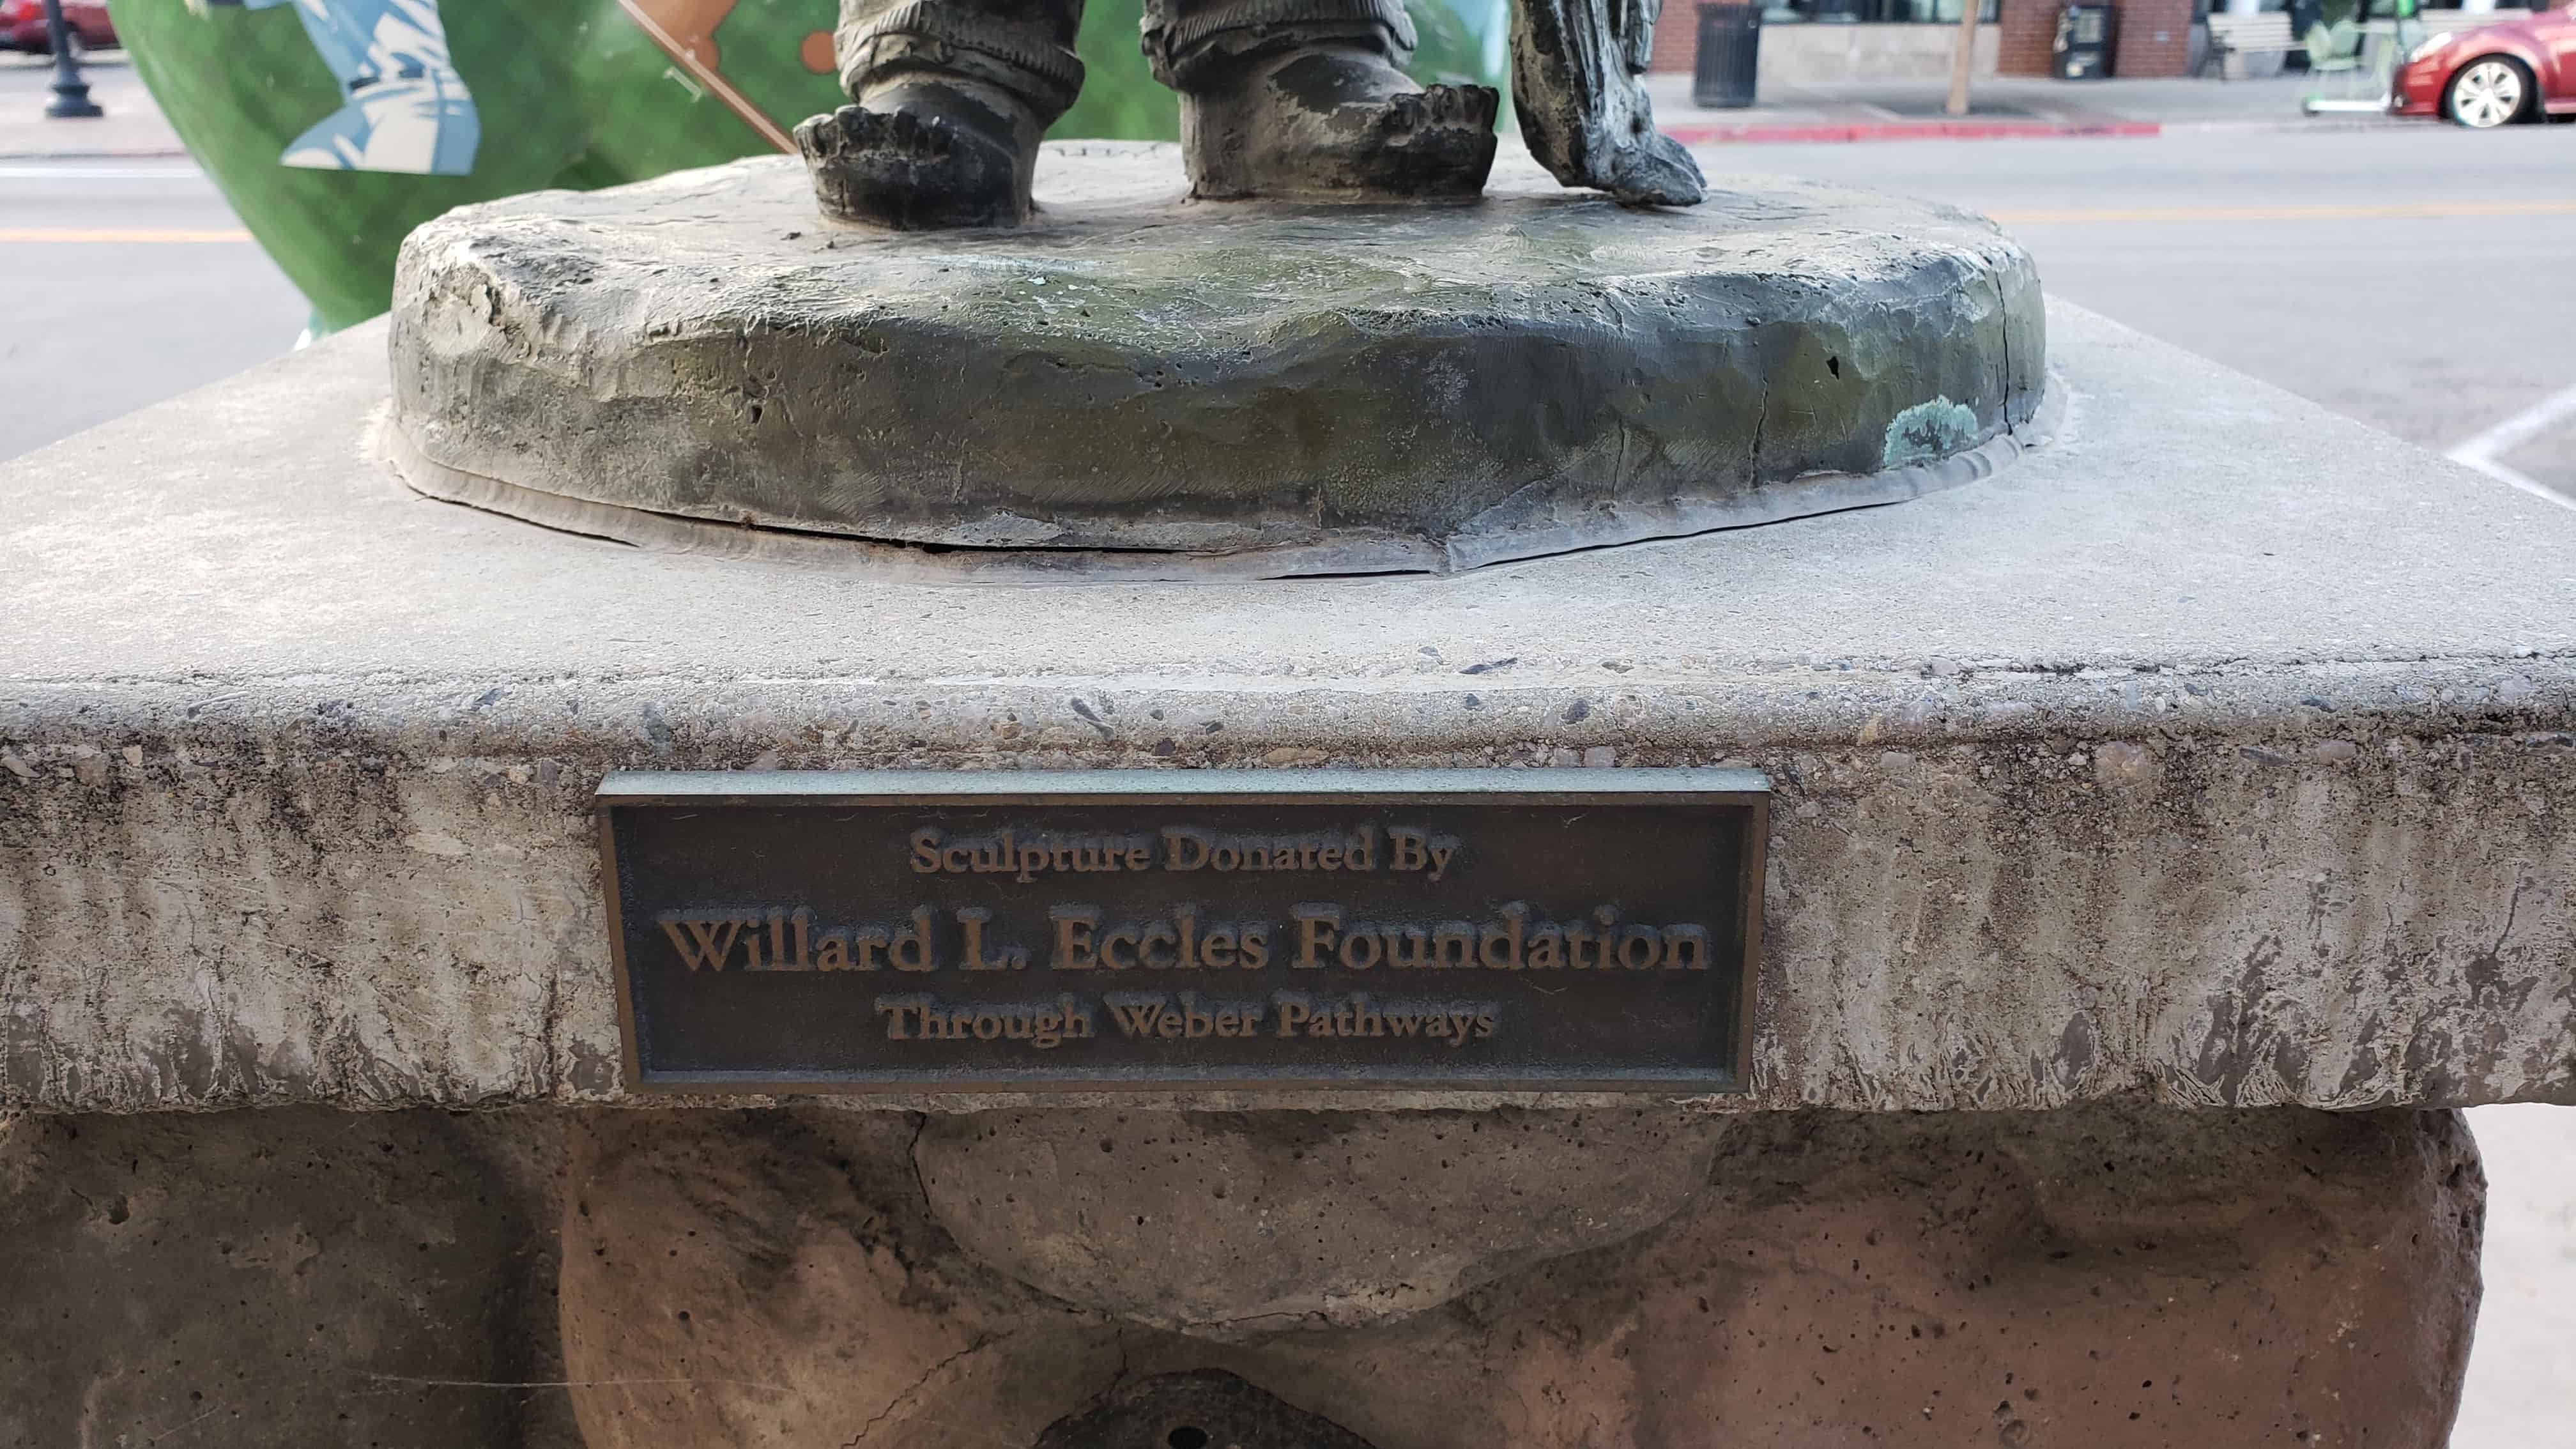 Sculpture Donated By
Willard L. Eccles Foundation
Through Weber Pathways